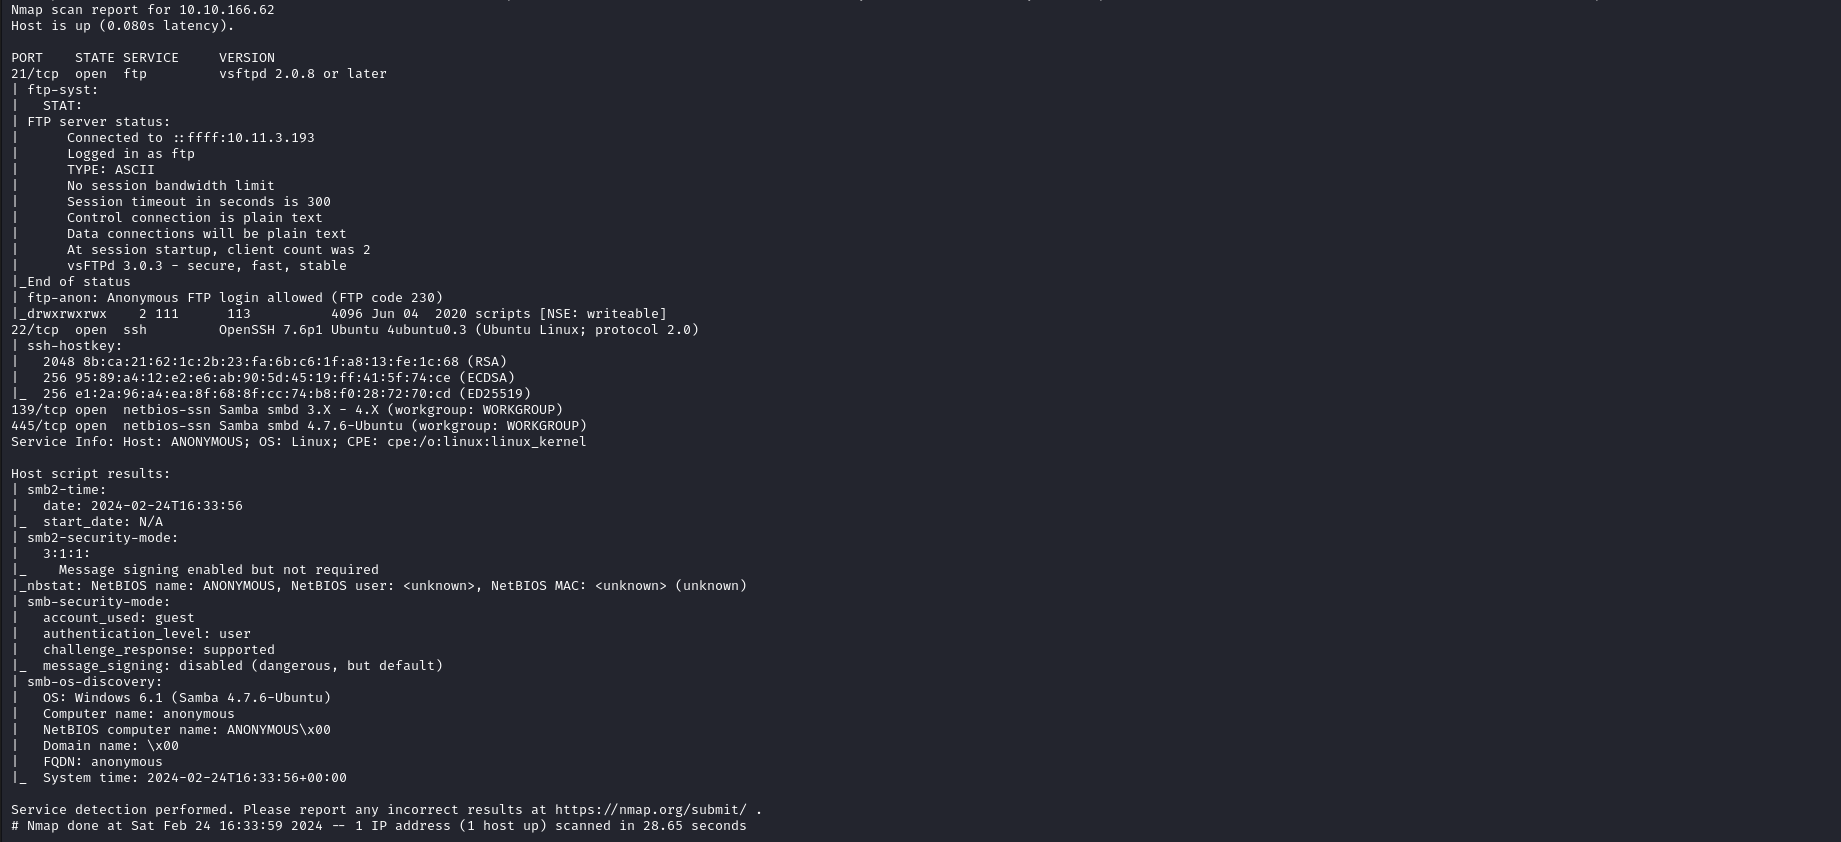 Nmap scan report for 10.10.166.62
Host is up (0.080s latency).
PORT    STATE SERVICE     VERSION
21/tcp  open  ftp         vsftpd 2.0.8 or later
| ftp-syst:
|   STAT:
| FTP server status:
|      Connected to ::ffff:10.11.3.193
|      Logged in as ftp
|      TYPE: ASCII
|      No session bandwidth limit
|      Session timeout in seconds is 300
|      Control connection is plain text
|      Data connections will be plain text
|      At session startup, client count was 2
|      vsFTPd 3.0.3 - secure, fast, stable
|_End of status
| ftp-anon: Anonymous FTP login allowed (FTP code 230)
|_drwxrwxrwx    2 111      113          4096 Jun 04  2020 scripts [NSE: writeable]
22/tcp  open  ssh         OpenSSH 7.6p1 Ubuntu 4ubuntu0.3 (Ubuntu Linux; protocol 2.0)
| ssh-hostkey:
|   2048 8b:ca:21:62:1c:2b:23:fa:6b:c6:1f:a8:13:fe:1c:68 (RSA)
|   256 95:89:a4:12:e2:e6:ab:90:5d:45:19:ff:41:5f:74:ce (ECDSA)
|_  256 e1:2a:96:a4:ea:8f:68:8f:cc:74:b8:f0:28:72:70:cd (ED25519)
139/tcp open  netbios-ssn Samba smbd 3.X - 4.X (workgroup: WORKGROUP)
445/tcp open  netbios-ssn Samba smbd 4.7.6-Ubuntu (workgroup: WORKGROUP)
Service Info: Host: ANONYMOUS; OS: Linux; CPE: cpe:/o:linux:linux_kernel
Host script results:
| smb2-time:
|   date: 2024-02-24T16:33:56
|_  start_date: N/A
| smb2-security-mode:
|   3:1:1:
|_    Message signing enabled but not required
|_nbstat: NetBIOS name: ANONYMOUS, NetBIOS user: <unknown>, NetBIOS MAC: <unknown> (unknown)
| smb-security-mode:
|   account_used: guest
|   authentication_level: user
|   challenge_response: supported
|_  message_signing: disabled (dangerous, but default)
| smb-os-discovery:
|   OS: Windows 6.1 (Samba 4.7.6-Ubuntu)
|   Computer name: anonymous
|   NetBIOS computer name: ANONYMOUS\x00
|   Domain name: \x00
|   FQDN: anonymous
|_  System time: 2024-02-24T16:33:56+00:00
Service detection performed. Please report any incorrect results at https://nmap.org/submit/ .
# Nmap done at Sat Feb 24 16:33:59 2024 -- 1 IP address (1 host up) scanned in 28.65 seconds